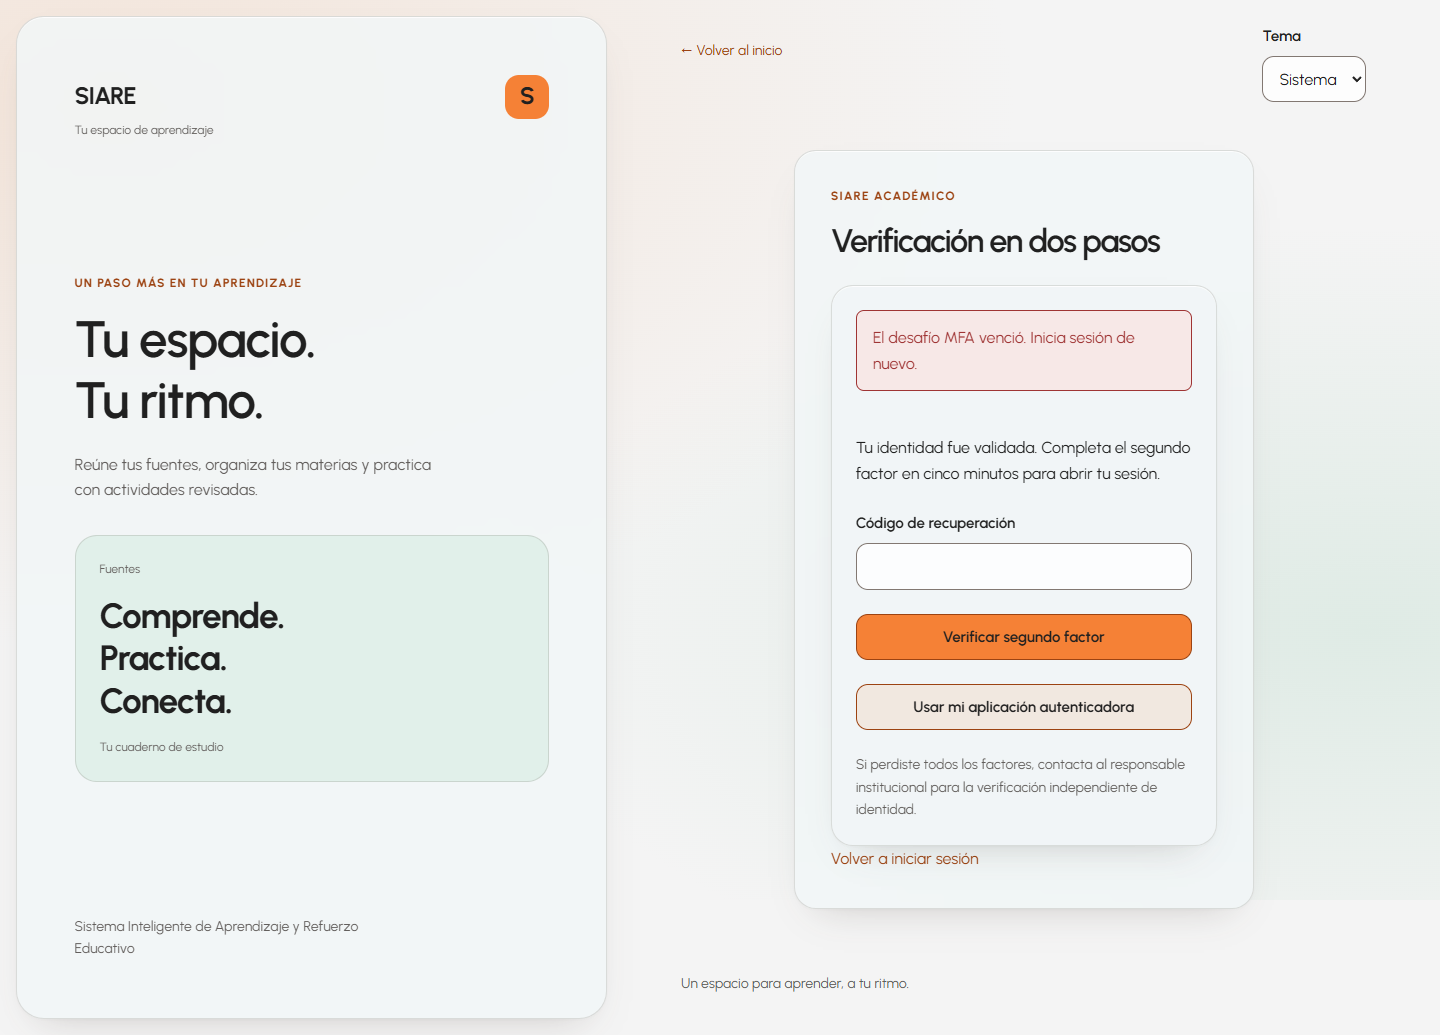 SIARE
S
Tu espacio de aprendizaje
UN PASO MÁS EN TU APRENDIZAJE
Tu espacio.
Tu ritmo.
Reúne tus fuentes, organiza tus materias y practica
con actividades revisadas.
Fuentes
Comprende.
Practica.
Conecta.
Tu cuaderno de estudio
Sistema Inteligente de Aprendizaje y Refuerzo
Educativo
← Volver al inicio
Tema
Sistema
SIARE ACADÉMICO
Verificación en dos pasos
El desafío MFA venció. Inicia sesión de
nuevo.
Tu identidad fue validada. Completa el segundo
factor en cinco minutos para abrir tu sesión.
Código de recuperación
Verificar segundo factor
Usar mi aplicación autenticadora
Si perdiste todos los factores, contacta al responsable
institucional para la verificación independiente de
identidad.
Volver a iniciar sesión
Un espacio para aprender, a tu ritmo.